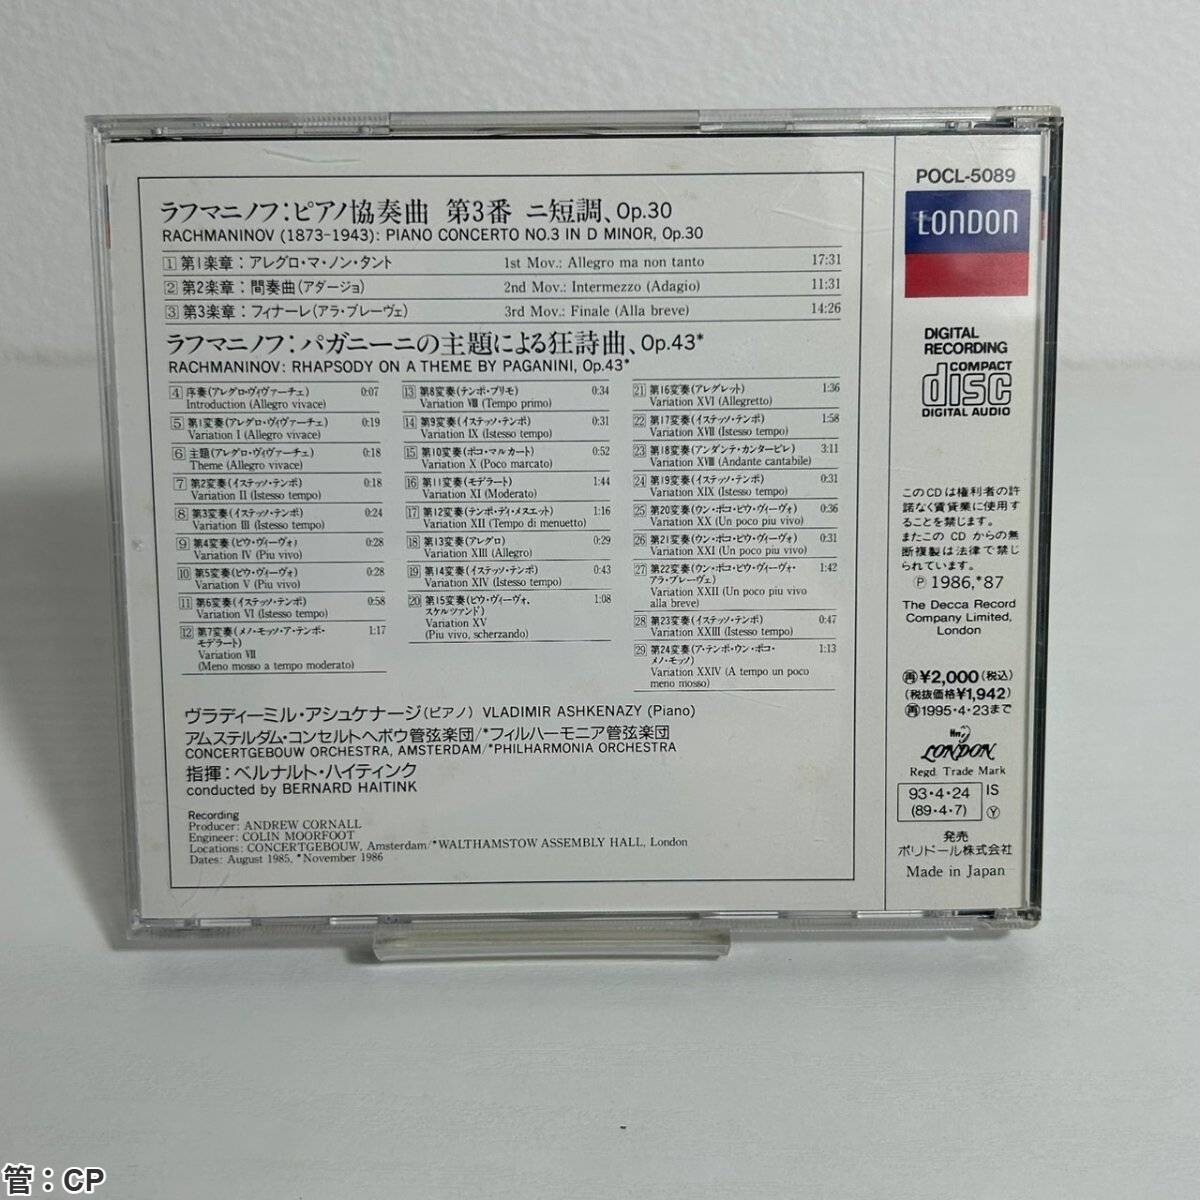 ラフマニノフ：ピアノ協奏曲 第3番 ニ短調、Op.30
RACHMANINOV (1873-1943): PIANO CONCERTO NO.3 IN D MINOR, Op.30
1 第1楽章：アレグロ・マ・ノン・タント 1st Mov.: Allegro ma non tanto 17:31
2 第2楽章：間奏曲(アダージョ) 2nd Mov.: Intermezzo (Adagio) 11:31
3 第3楽章：フィナーレ(アラ・ブレーヴェ) 3rd Mov.: Finale (Alla breve) 14:26
ラフマニノフ：パガニーニの主題による狂詩曲、Op.43*
RACHMANINOV: RHAPSODY ON A THEME BY PAGANINI, Op.43*
4 序奏(アレグロ・ヴィヴァーチェ) 0:07
Introduction (Allegro vivace)
5 第1変奏(アレグロ・ヴィヴァーチェ) 0:19
Variation I (Allegro vivace)
6 主題(アレグロ・ヴィヴァーチェ) 0:18
Theme (Allegro vivace)
7 第2変奏(イステッソ・テンポ) 0:18
Variation II (Istesso tempo)
8 第3変奏(イステッソ・テンポ) 0:24
Variation III (Istesso tempo)
9 第4変奏(ピウ・ヴィーヴォ) 0:28
Variation IV (Piu vivo)
10 第5変奏(ピウ・ヴィーヴォ) 0:28
Variation V (Piu vivo)
11 第6変奏(イステッソ・テンポ) 0:58
Variation VI (Istesso tempo)
12 第7変奏(メノ・モッソ・ア・テンポ・ 1:17
モデラート)
Variation VII
(Meno mosso a tempo moderato)
13 第8変奏(テンポ・プリモ) 0:34
Variation VIII (Tempo primo)
14 第9変奏(イステッソ・テンポ) 0:31
Variation IX (Istesso tempo)
15 第10変奏(ポコ・マルカート) 0:52
Variation X (Poco marcato)
16 第11変奏(モデラート) 1:44
Variation XI (Moderato)
17 第12変奏(テンポ・ディ・メヌエット) 1:16
Variation XII (Tempo di menuetto)
18 第13変奏(アレグロ) 0:29
Variation XIII (Allegro)
19 第14変奏(イステッソ・テンポ) 0:43
Variation XIV (Istesso tempo)
20 第15変奏(ピウ・ヴィーヴォ、 1:08
スケルツァンド)
Variation XV
(Piu vivo, scherzando)
21 第16変奏(アレグレット) 1:36
Variation XVI (Allegretto)
22 第17変奏(イステッソ・テンポ) 1:58
Variation XVII (Istesso tempo)
23 第18変奏(アンダンテ・カンタービレ) 3:11
Variation XVIII (Andante cantabile)
24 第19変奏(イステッソ・テンポ) 0:31
Variation XIX (Istesso tempo)
25 第20変奏(ウン・ポコ・ピウ・ヴィーヴォ) 0:36
Variation XX (Un poco piu vivo)
26 第21変奏(ウン・ポコ・ピウ・ヴィーヴォ) 0:31
Variation XXI (Un poco piu vivo)
27 第22変奏(ウン・ポコ・ピウ・ヴィーヴォ・ 1:42
アラ・ブレーヴェ)
Variation XXII (Un poco piu vivo
alla breve)
28 第23変奏(イステッソ・テンポ) 0:47
Variation XXIII (Istesso tempo)
29 第24変奏(ア・テンポ・ウン・ポコ・ 1:13
メノ・モッソ)
Variation XXIV (A tempo un poco
meno mosso)
ヴラディーミル・アシュケナージ(ピアノ) VLADIMIR ASHKENAZY (Piano)
アムステルダム・コンセルトヘボウ管弦楽団/*フィルハーモニア管弦楽団
CONCERTGEBOUW ORCHESTRA, AMSTERDAM/*PHILHARMONIA ORCHESTRA
指揮：ベルナルト・ハイティンク
conducted by BERNARD HAITINK
Recording
Producer: ANDREW CORNALL
Engineer: COLIN MOORFOOT
Locations: CONCERTGEBOUW, Amsterdam/*WALTHAMSTOW ASSEMBLY HALL, London
Dates: August 1985, *November 1986
POCL-5089
LONDON
DIGITAL
RECORDING
COMPACT
disc
DIGITAL AUDIO
このCDは権利者の許
諾なく賃貸業に使用す
ることを禁じます。
またこの CD からの無
断複製は法律で禁じ
られています。
Ⓟ 1986,*87
The Decca Record
Company Limited,
London
㊢¥2,000(税込)
(税抜価格¥1,942)
㊢1995・4・23まで
LONDON
Regd. Trade Mark
93・4・24 IS
(89・4・7) Ⓨ
発売
ポリドール株式会社
Made in Japan
管：CP